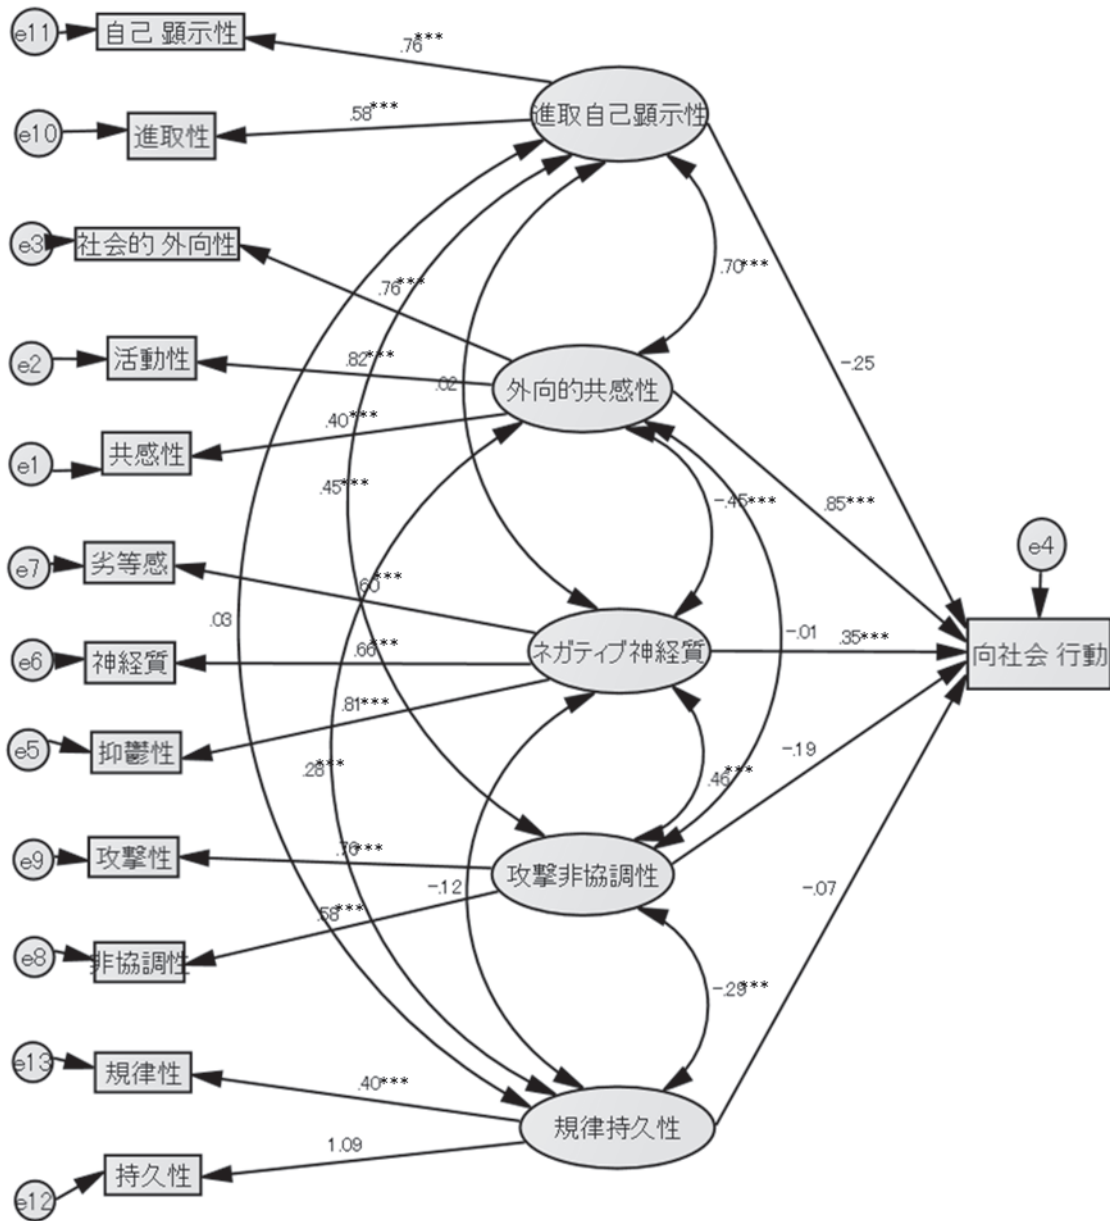 e11
自己 顕示性
.76***
進取自己顕示性
e10
進取性
.58***
e3
社会的 外向性
.76***
.70***
e2
活動性
.82***
.02
外向的共感性
-.25
e1
共感性
.40***
.45***
-.45***
.85***
e4
e7
劣等感
.60***
.03
-.01
.35***
e6
神経質
.66***
ネガティブ神経質
向社会 行動
e5
抑鬱性
.81***
.28***
.46***
-.19
e9
攻撃性
.76***
攻撃非協調性
-.12
-.07
e8
非協調性
.58***
-.29***
e13
規律性
.40***
規律持久性
1.09
e12
持久性